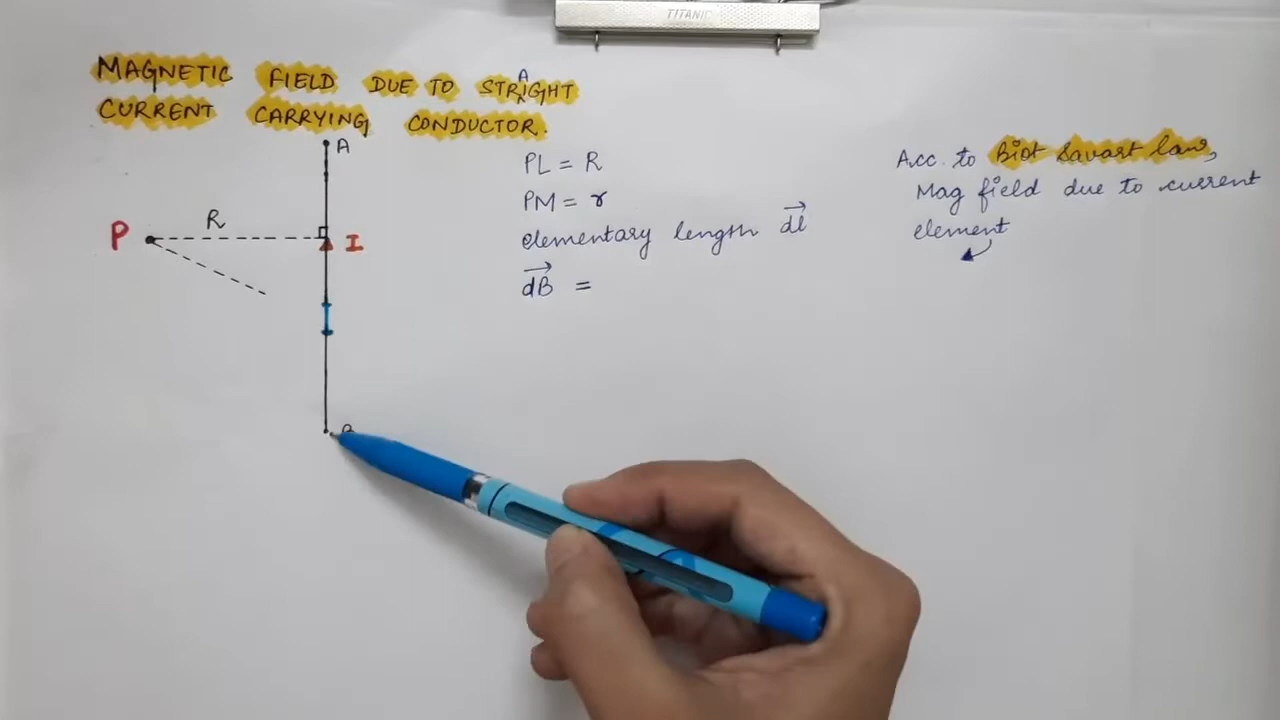 TITANIC
MAGNETIC FIELD DUE TO STRAIGHT
CURRENT CARRYING CONDUCTOR.
A
P R I
PL = R
PM = r
elementary length dl
dB =
Acc. to Biot Savart law,
Mag field due to current
element